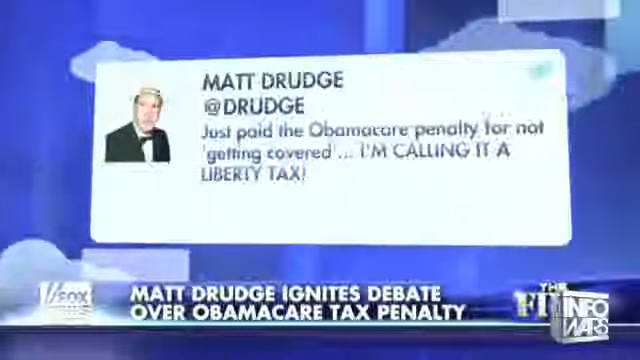 MATT DRUDGE
@DRUDGE
Just paid the Obamacare penalty for not
'getting covered'... I'M CALLING IT A
LIBERTY TAX!
FOX
MATT DRUDGE IGNITES DEBATE
OVER OBAMACARE TAX PENALTY
THE
INFO
WARS